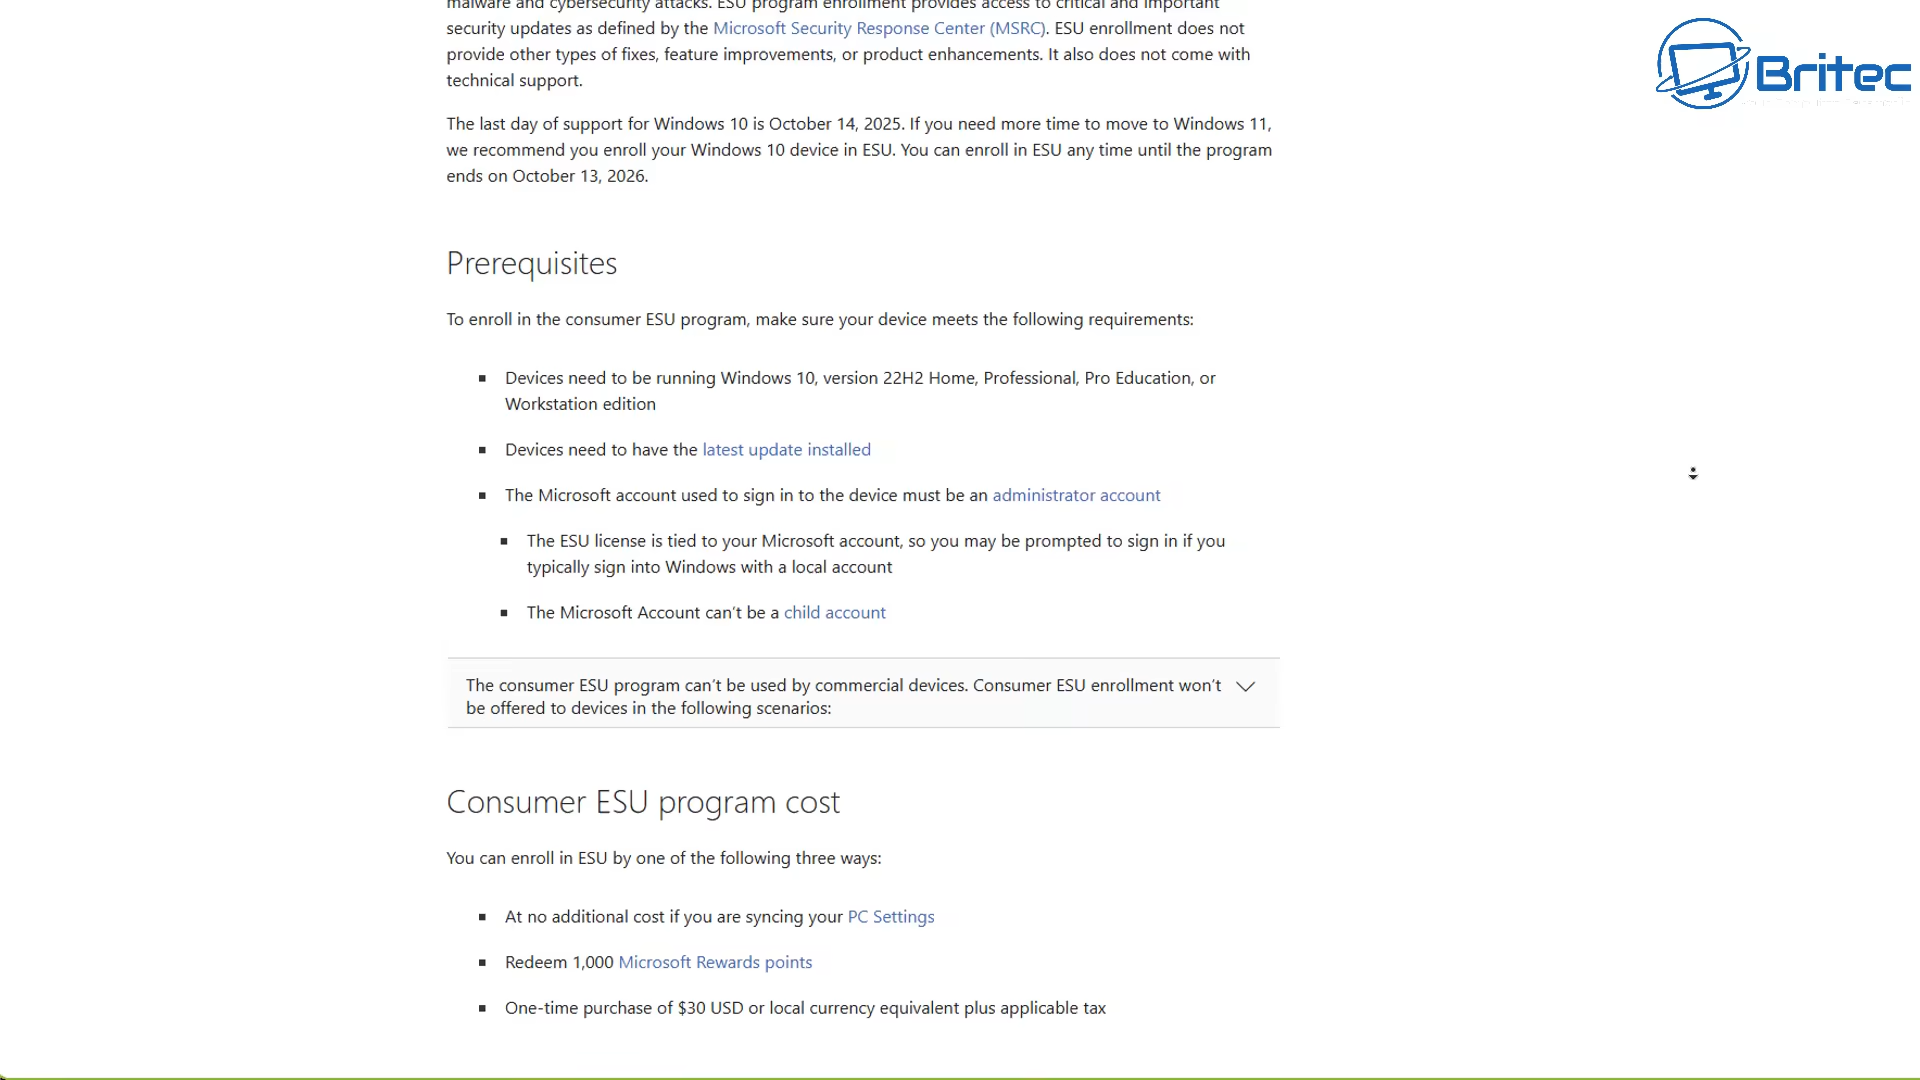 malware and cybersecurity attacks. ESU program enrollment provides access to critical and important
security updates as defined by the Microsoft Security Response Center (MSRC). ESU enrollment does not
provide other types of fixes, feature improvements, or product enhancements. It also does not come with
technical support.
The last day of support for Windows 10 is October 14, 2025. If you need more time to move to Windows 11,
we recommend you enroll your Windows 10 device in ESU. You can enroll in ESU any time until the program
ends on October 13, 2026.
Prerequisites
To enroll in the consumer ESU program, make sure your device meets the following requirements:
Devices need to be running Windows 10, version 22H2 Home, Professional, Pro Education, or
Workstation edition
Devices need to have the latest update installed
The Microsoft account used to sign in to the device must be an administrator account
The ESU license is tied to your Microsoft account, so you may be prompted to sign in if you
typically sign into Windows with a local account
The Microsoft Account can't be a child account
The consumer ESU program can't be used by commercial devices. Consumer ESU enrollment won't
be offered to devices in the following scenarios:
Consumer ESU program cost
You can enroll in ESU by one of the following three ways:
At no additional cost if you are syncing your PC Settings
Redeem 1,000 Microsoft Rewards points
One-time purchase of $30 USD or local currency equivalent plus applicable tax
Britec